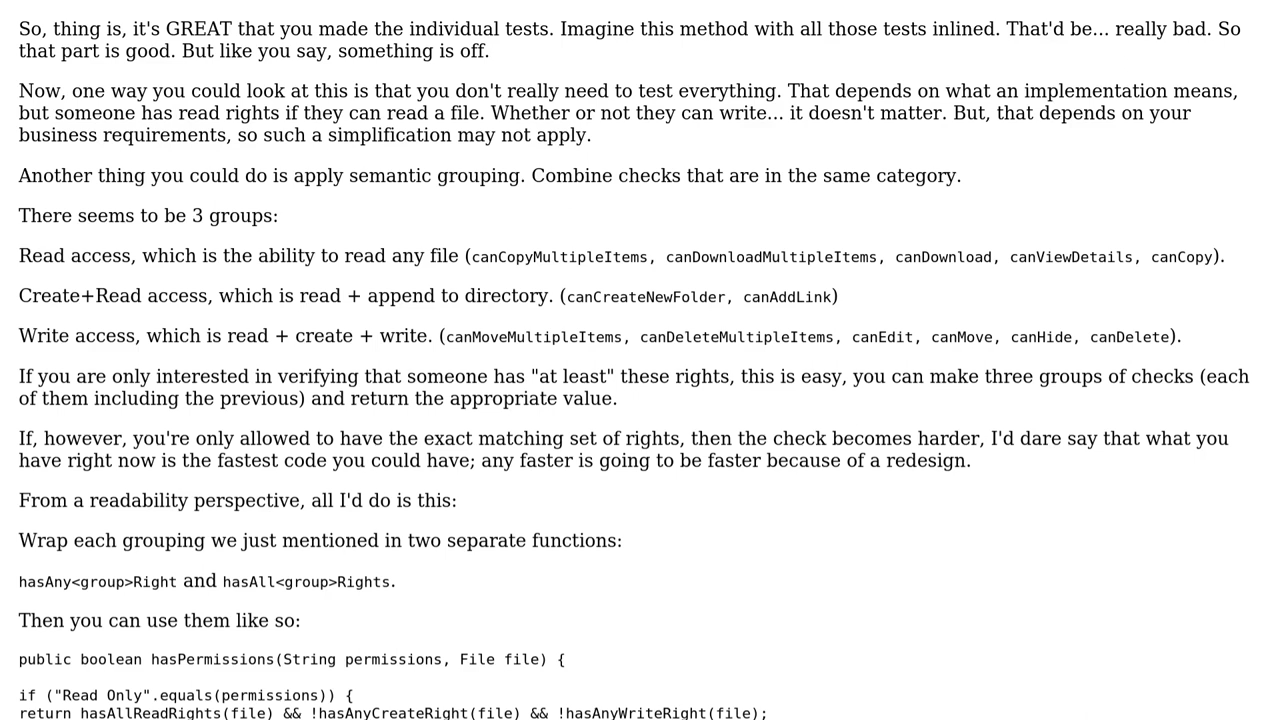 So, thing is, it's GREAT that you made the individual tests. Imagine this method with all those tests inlined. That'd be... really bad. So
that part is good. But like you say, something is off.
Now, one way you could look at this is that you don't really need to test everything. That depends on what an implementation means,
but someone has read rights if they can read a file. Whether or not they can write... it doesn't matter. But, that depends on your
business requirements, so such a simplification may not apply.
Another thing you could do is apply semantic grouping. Combine checks that are in the same category.
There seems to be 3 groups:
Read access, which is the ability to read any file (canCopyMultipleItems, canDownloadMultipleItems, canDownload, canViewDetails, canCopy).
Create+Read access, which is read + append to directory. (canCreateNewFolder, canAddLink)
Write access, which is read + create + write. (canMoveMultipleItems, canDeleteMultipleItems, canEdit, canMove, canHide, canDelete).
If you are only interested in verifying that someone has "at least" these rights, this is easy, you can make three groups of checks (each
of them including the previous) and return the appropriate value.
If, however, you're only allowed to have the exact matching set of rights, then the check becomes harder, I'd dare say that what you
have right now is the fastest code you could have; any faster is going to be faster because of a redesign.
From a readability perspective, all I'd do is this:
Wrap each grouping we just mentioned in two separate functions:
hasAny<group>Right and hasAll<group>Rights.
Then you can use them like so:
public boolean hasPermissions(String permissions, File file) {
if ("Read Only".equals(permissions)) {
return hasAllReadRights(file) && !hasAnyCreateRight(file) && !hasAnyWriteRight(file);